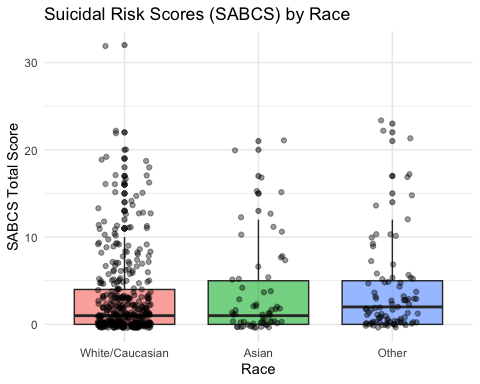 Suicidal Risk Scores (SABCS) by Race
SABCS Total Score
30
20
10
0
White/Caucasian
Asian
Other
Race